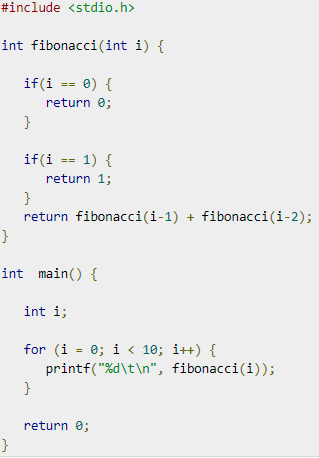 #include <stdio.h>
int fibonacci(int i) {
if(i == 0) {
return 0;
}
if(i == 1) {
return 1;
}
return fibonacci(i-1) + fibonacci(i-2);
}
int  main() {
int i;
for (i = 0; i < 10; i++) {
printf("%d\t\n", fibonacci(i));
}
return 0;
}